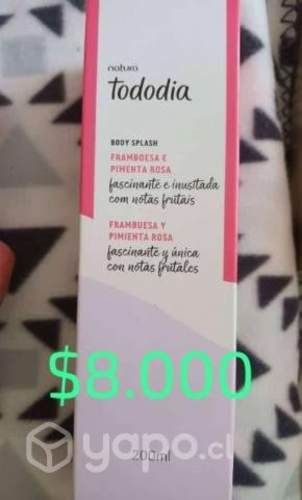 natura
Tododia
BODY SPLASH
FRAMBOESA E
PIMENTA ROSA
fascinante e inusitada
com notas frutais
FRAMBUESA Y
PIMIENTA ROSA
fascinante y única
con notas frutales
$8.000
yapo.cl
200ml